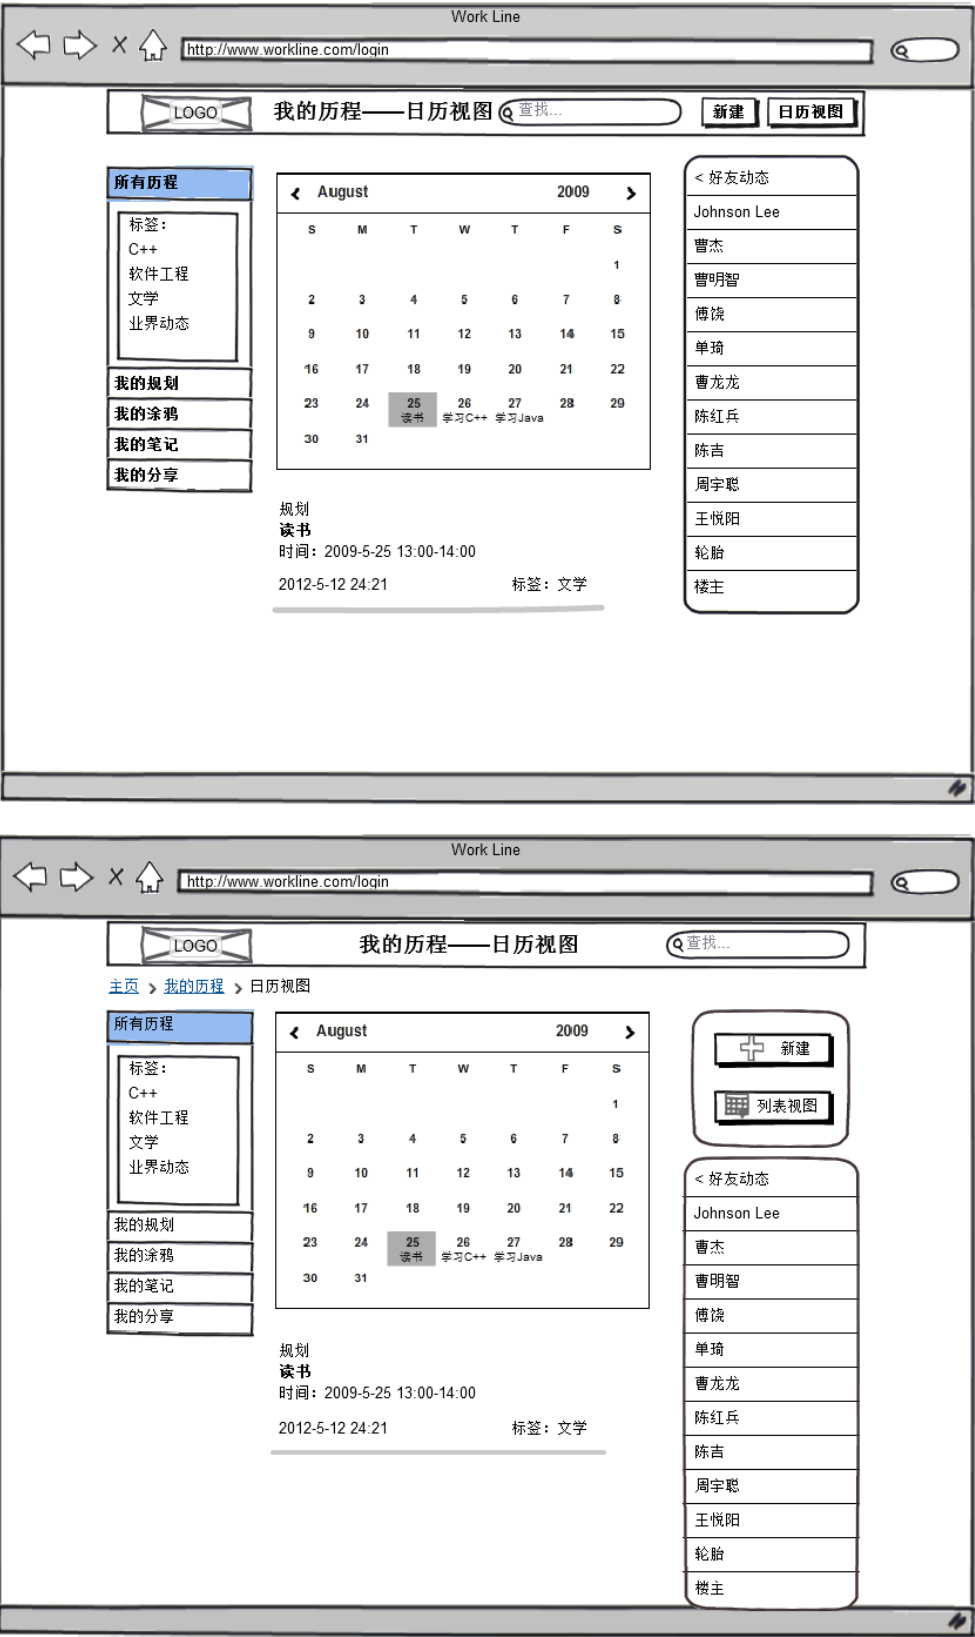 Work Line
http://www.workline.com/login
LOGO
我的历程——日历视图
查找...
新建
日历视图
所有历程
标签：
C++
软件工程
文学
业界动态
我的规划
我的涂鸦
我的笔记
我的分享
August 2009
S M T W T F S
1
2 3 4 5 6 7 8
9 10 11 12 13 14 15
16 17 18 19 20 21 22
23 24 25 26 27 28 29
读书 学习C++ 学习Java
30 31
规划
读书
时间：2009-5-25 13:00-14:00
2012-5-12 24:21 标签：文学
< 好友动态
Johnson Lee
曹杰
曹明智
傅饶
单琦
曹龙龙
陈红兵
陈吉
周宇聪
王悦阳
轮胎
楼主
Work Line
http://www.workline.com/login
LOGO
我的历程——日历视图
查找...
主页 > 我的历程 > 日历视图
所有历程
标签：
C++
软件工程
文学
业界动态
我的规划
我的涂鸦
我的笔记
我的分享
August 2009
S M T W T F S
1
2 3 4 5 6 7 8
9 10 11 12 13 14 15
16 17 18 19 20 21 22
23 24 25 26 27 28 29
读书 学习C++ 学习Java
30 31
规划
读书
时间：2009-5-25 13:00-14:00
2012-5-12 24:21 标签：文学
新建
列表视图
< 好友动态
Johnson Lee
曹杰
曹明智
傅饶
单琦
曹龙龙
陈红兵
陈吉
周宇聪
王悦阳
轮胎
楼主